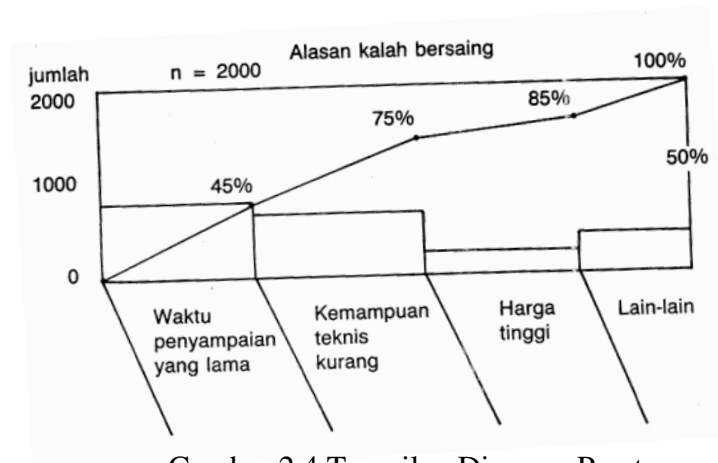 Alasan kalah bersaing
jumlah
n = 2000
100%
2000
85%
75%
50%
1000
45%
0
Waktu
penyampaian
yang lama
Kemampuan
teknis
kurang
Harga
tinggi
Lain-lain